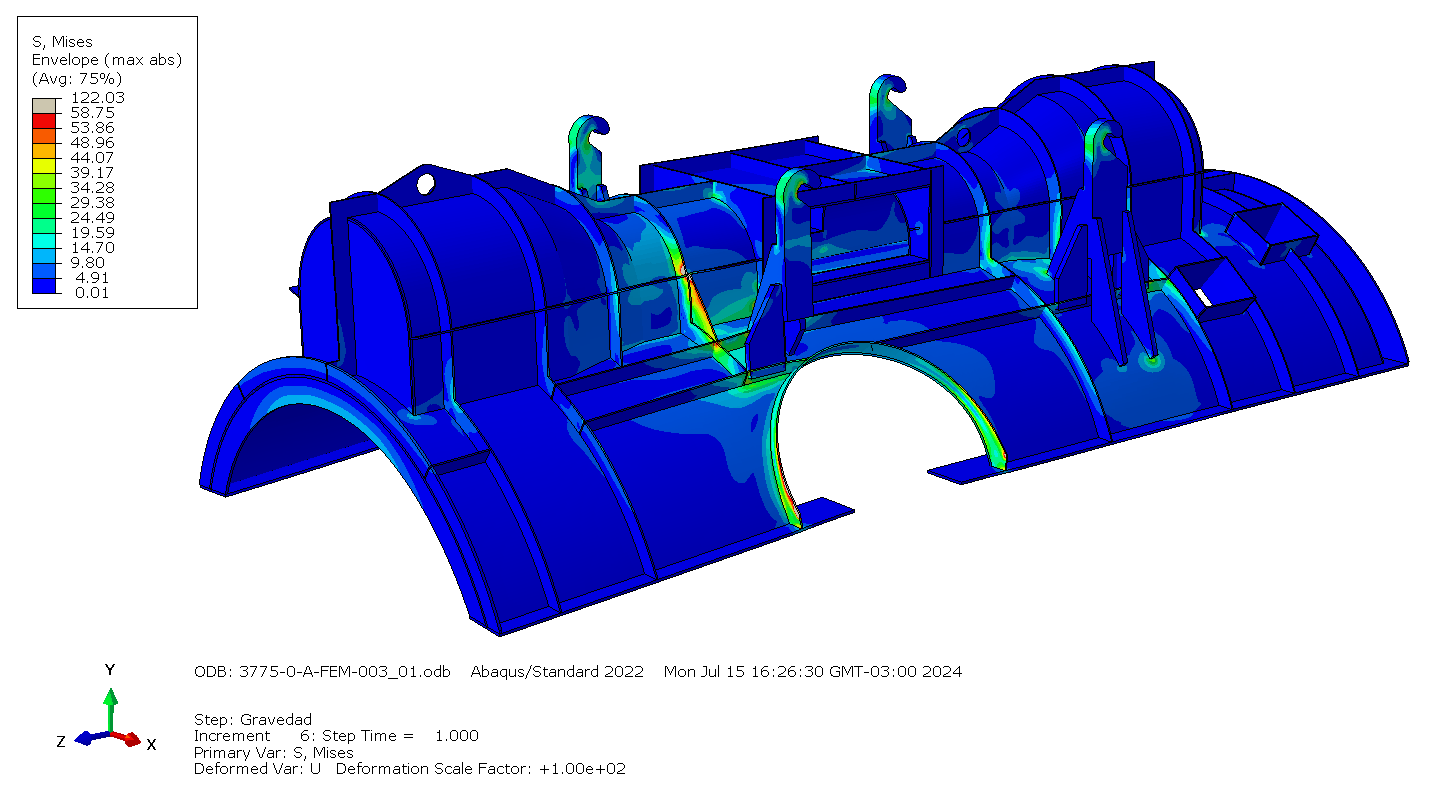 S, Mises
Envelope (max abs)
(Avg: 75%)
122.03
58.75
53.86
48.96
44.07
39.17
34.28
29.38
24.49
19.59
14.70
9.80
4.91
0.01
Y
Z
X
ODB: 3775-0-A-FEM-003_01.odb Abaqus/Standard 2022 Mon Jul 15 16:26:30 GMT-03:00 2024
Step: Gravedad
Increment 6: Step Time = 1.000
Primary Var: S, Mises
Deformed Var: U Deformation Scale Factor: +1.00e+02